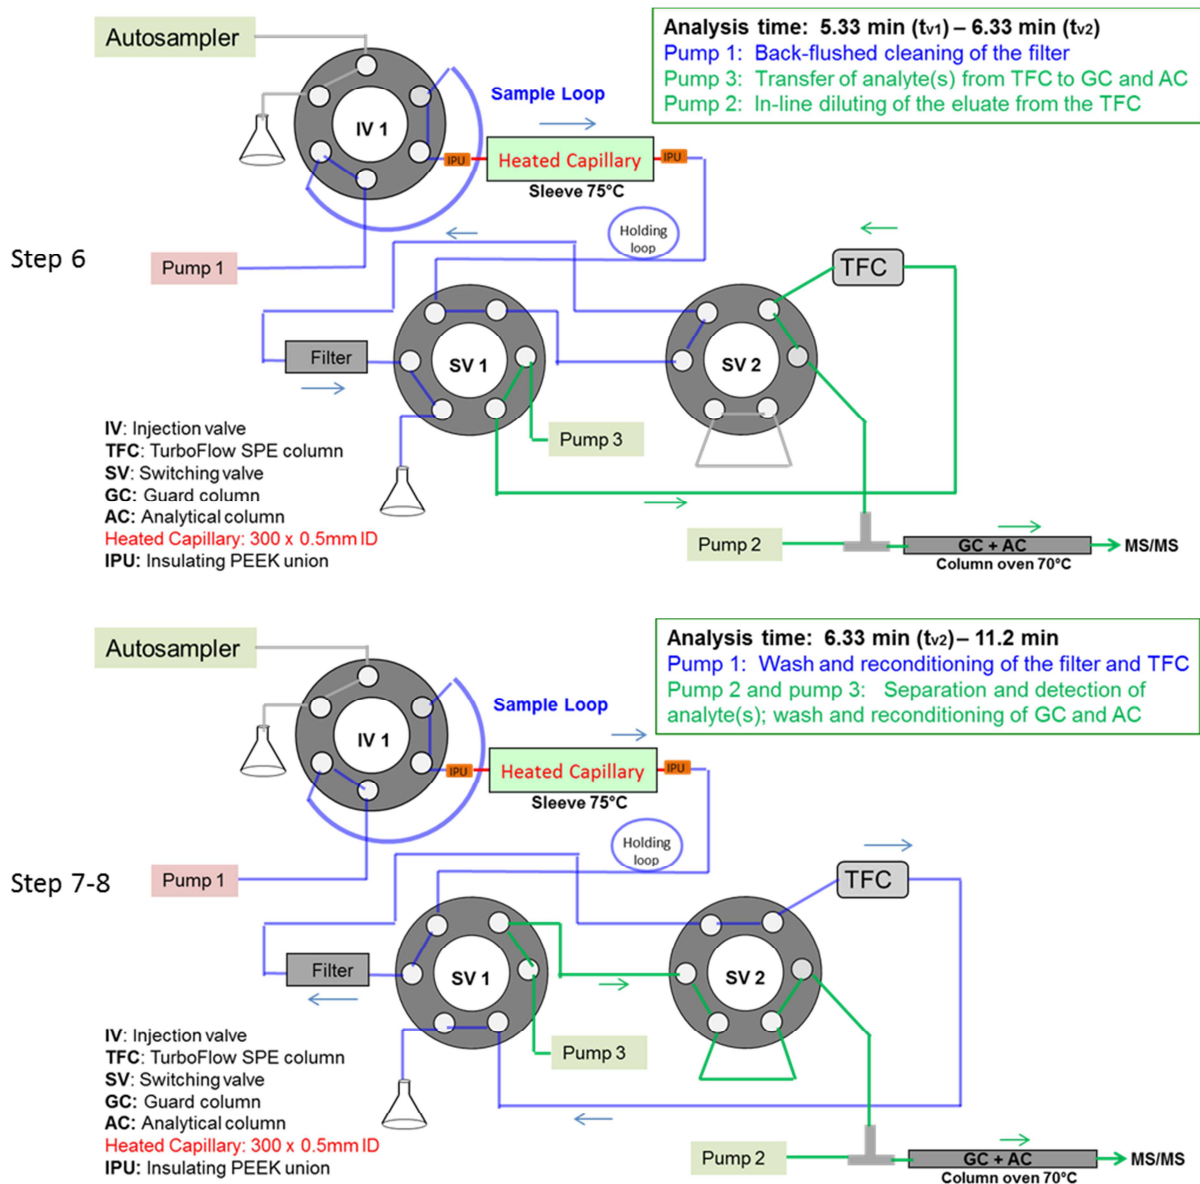 Autosampler
Analysis time: 5.33 min (tv1) – 6.33 min (tv2)
Pump 1: Back-flushed cleaning of the filter
Pump 3: Transfer of analyte(s) from TFC to GC and AC
Pump 2: In-line diluting of the eluate from the TFC
Sample Loop
IV 1
IPU
Heated Capillary
IPU
Sleeve 75°C
Holding
loop
Step 6
Pump 1
TFC
Filter
SV 1
SV 2
Pump 3
IV: Injection valve
TFC: TurboFlow SPE column
SV: Switching valve
GC: Guard column
AC: Analytical column
Heated Capillary: 300 x 0.5mm ID
IPU: Insulating PEEK union
Pump 2
GC + AC
MS/MS
Column oven 70°C
Autosampler
Analysis time: 6.33 min (tv2) – 11.2 min
Pump 1: Wash and reconditioning of the filter and TFC
Pump 2 and pump 3: Separation and detection of
analyte(s); wash and reconditioning of GC and AC
Sample Loop
IV 1
IPU
Heated Capillary
IPU
Sleeve 75°C
Holding
loop
Step 7-8
Pump 1
TFC
Filter
SV 1
SV 2
Pump 3
IV: Injection valve
TFC: TurboFlow SPE column
SV: Switching valve
GC: Guard column
AC: Analytical column
Heated Capillary: 300 x 0.5mm ID
IPU: Insulating PEEK union
Pump 2
GC + AC
MS/MS
Column oven 70°C